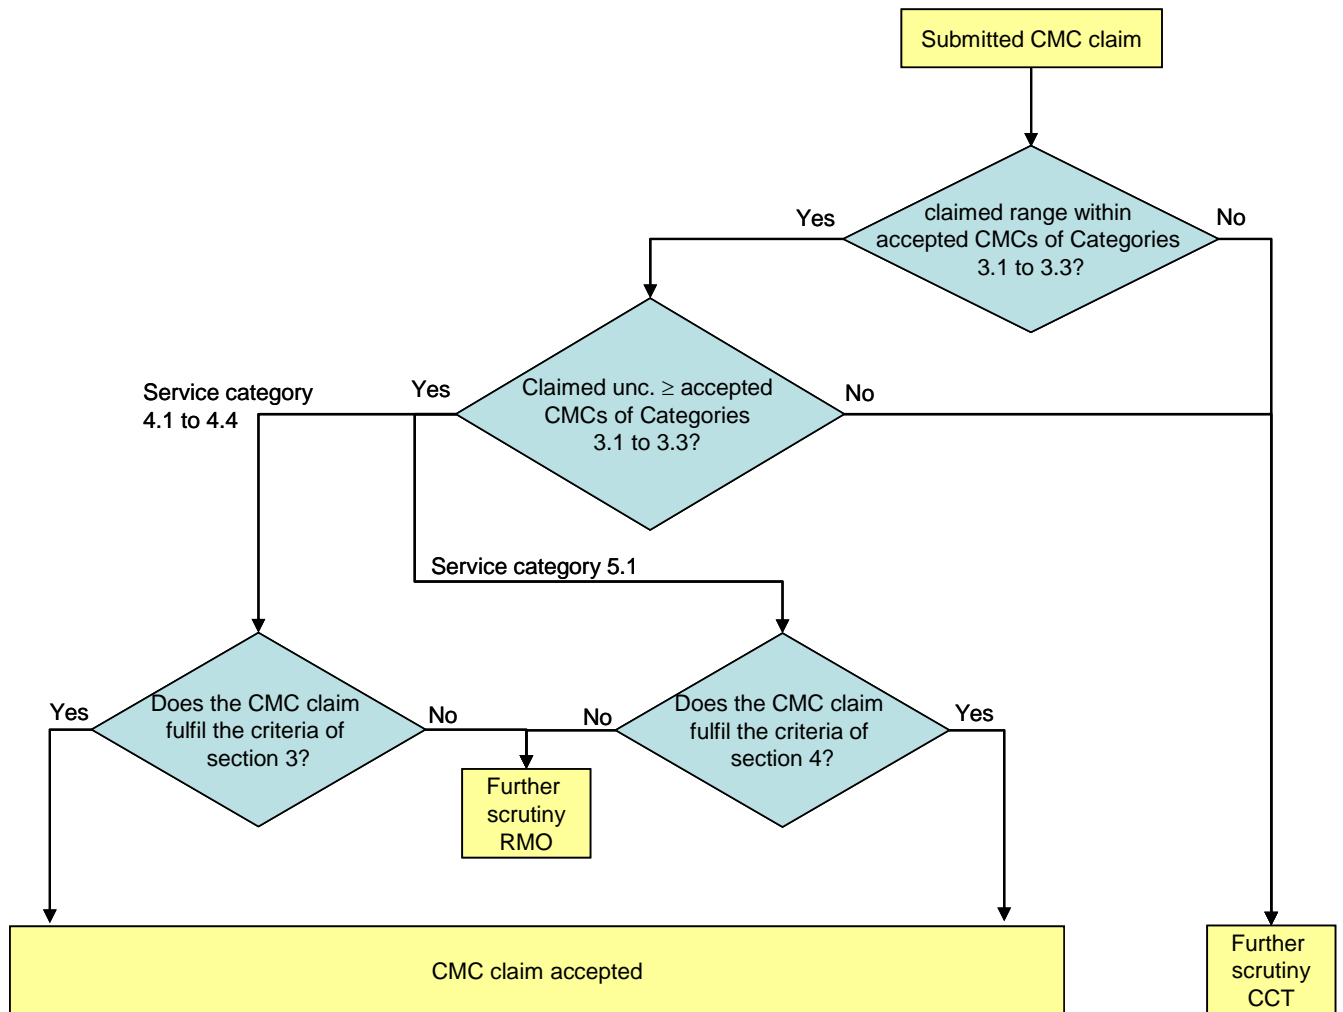 Submitted CMC claim
claimed range within
accepted CMCs of Categories
3.1 to 3.3?
Yes
No
Claimed unc. ≥ accepted
CMCs of Categories
3.1 to 3.3?
Yes
No
Service category
4.1 to 4.4
Service category 5.1
Does the CMC claim
fulfil the criteria of
section 3?
Yes
No
Does the CMC claim
fulfil the criteria of
section 4?
No
Yes
Further
scrutiny
RMO
CMC claim accepted
Further
scrutiny
CCT